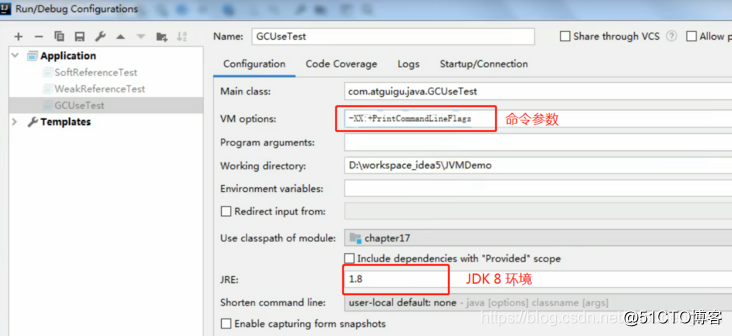 Run/Debug Configurations
Name: GCUseTest Share through VCS ? Allow p
Application
SoftReferenceTest
WeakReferenceTest
GCUseTest
Templates
Configuration Code Coverage Logs Startup/Connection
Main class: com.atguigu.java.GCUseTest
VM options: -XX:+PrintCommandLineFlags 命令参数
Program arguments:
Working directory: D:\workspace_idea5\JVMDemo
Environment variables:
Redirect input from:
Use classpath of module: chapter17
Include dependencies with "Provided" scope
JRE: 1.8 JDK 8 环境
Shorten command line: user-local default: none - java [options] classname [args]
Enable capturing form snapshots
https://blog.csdn.net
@51CTO博客